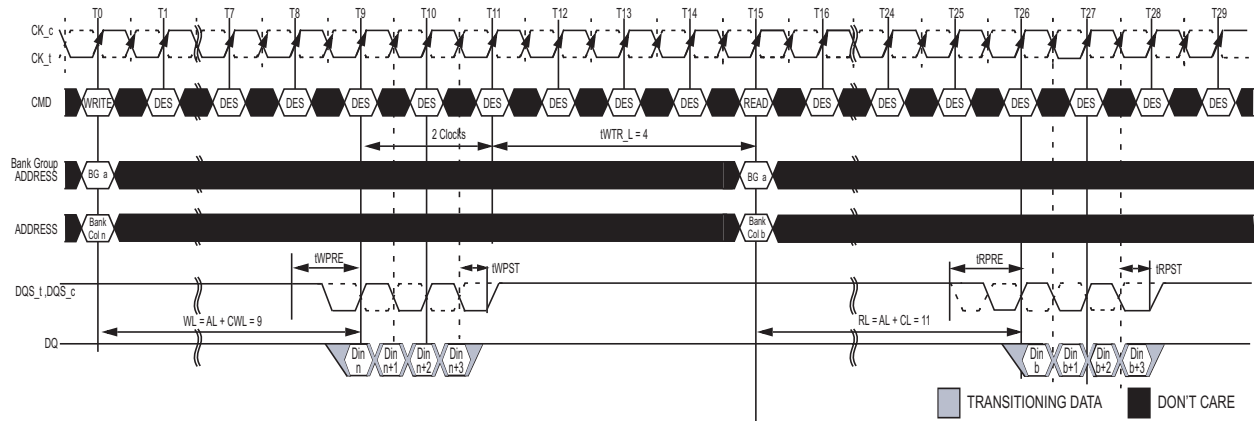 T0 T1 T7 T8 T9 T10 T11 T12 T13 T14 T15 T16 T24 T25 T26 T27 T28 T29
CK_c
CK_t
CMD WRITE DES DES DES DES DES DES DES DES DES READ DES DES DES DES DES DES DES
2 Clocks tWTR_L = 4
Bank Group
ADDRESS BG a BG a
ADDRESS
Bank
Col n
Bank
Col b
tWPRE tWPST tRPRE tRPST
DQS_t ,DQS_c
WL = AL + CWL = 9 RL = AL + CL = 11
DQ
Din
n
Din
n+1
Din
n+2
Din
n+3
Din
b
Din
b+1
Din
b+2
Din
b+3
TRANSITIONING DATA DON'T CARE